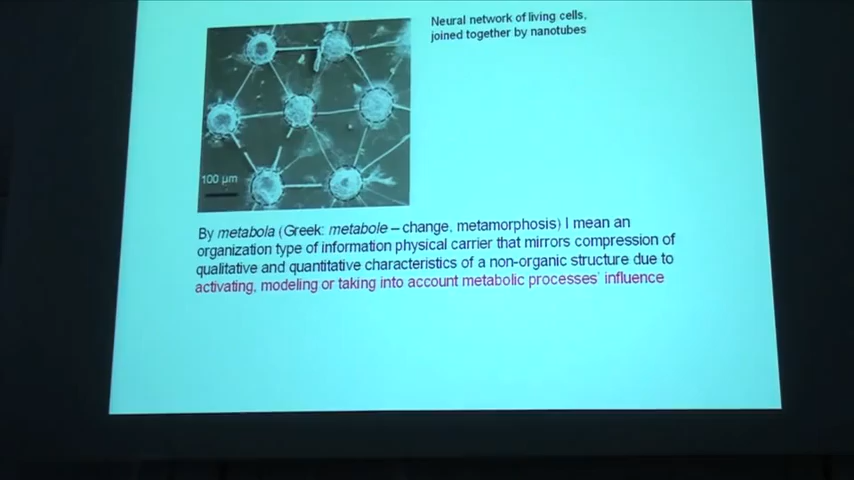 Neural network of living cells,
joined together by nanotubes
100 µm
By metabola (Greek: metabole – change, metamorphosis) I mean an
organization type of information physical carrier that mirrors compression of
qualitative and quantitative characteristics of a non-organic structure due to
activating, modeling or taking into account metabolic processes' influence